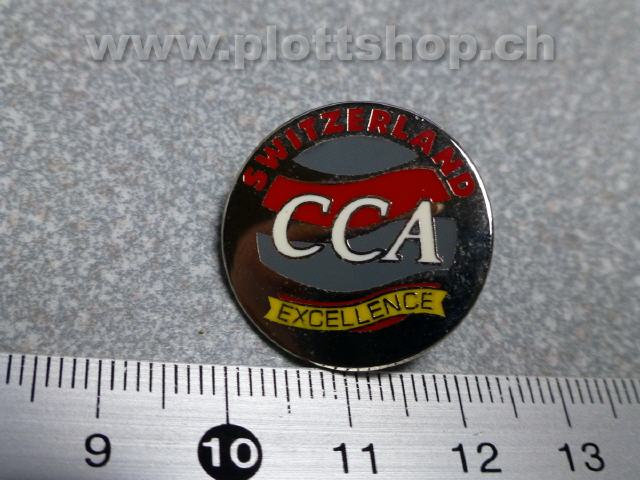 www.plottshop.ch
SWITZERLAND
CCA
EXCELLENCE
9 10 11 12 13